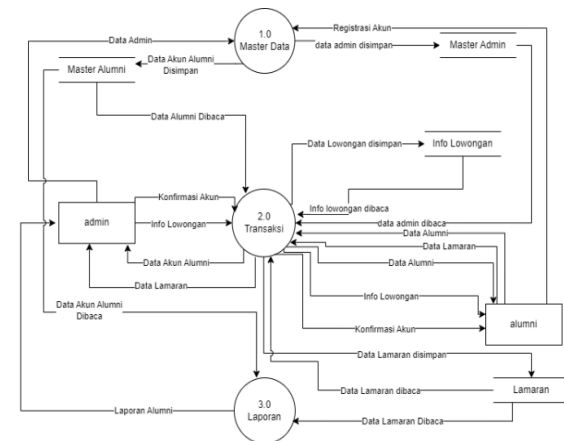 1.0
Master Data
Registrasi Akun
Data Admin
data admin disimpan
Master Admin
Data Akun Alumni
Disimpan
Master Alumni
Data Alumni Dibaca
Data Lowongan disimpan
Info Lowongan
Konfirmasi Akun
Info lowongan dibaca
2.0
Transaksi
admin
Info Lowongan
data admin dibaca
Data Alumni
Data Lamaran
Data Akun Alumni
Data Alumni
Data Lamaran
Info Lowongan
Data Akun Alumni
Dibaca
alumni
Konfirmasi Akun
Data Lamaran disimpan
Data Lamaran dibaca
Lamaran
3.0
Laporan
Laporan Alumni
Data Lamaran Dibaca